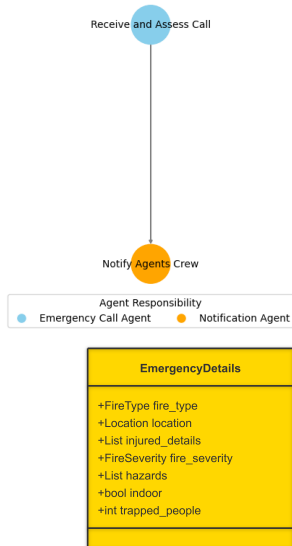 Receive and Assess Call
Notify Agents Crew
Agent Responsibility
Emergency Call Agent Notification Agent
EmergencyDetails
+FireType fire_type
+Location location
+List injured_details
+FireSeverity fire_severity
+List hazards
+bool indoor
+int trapped_people